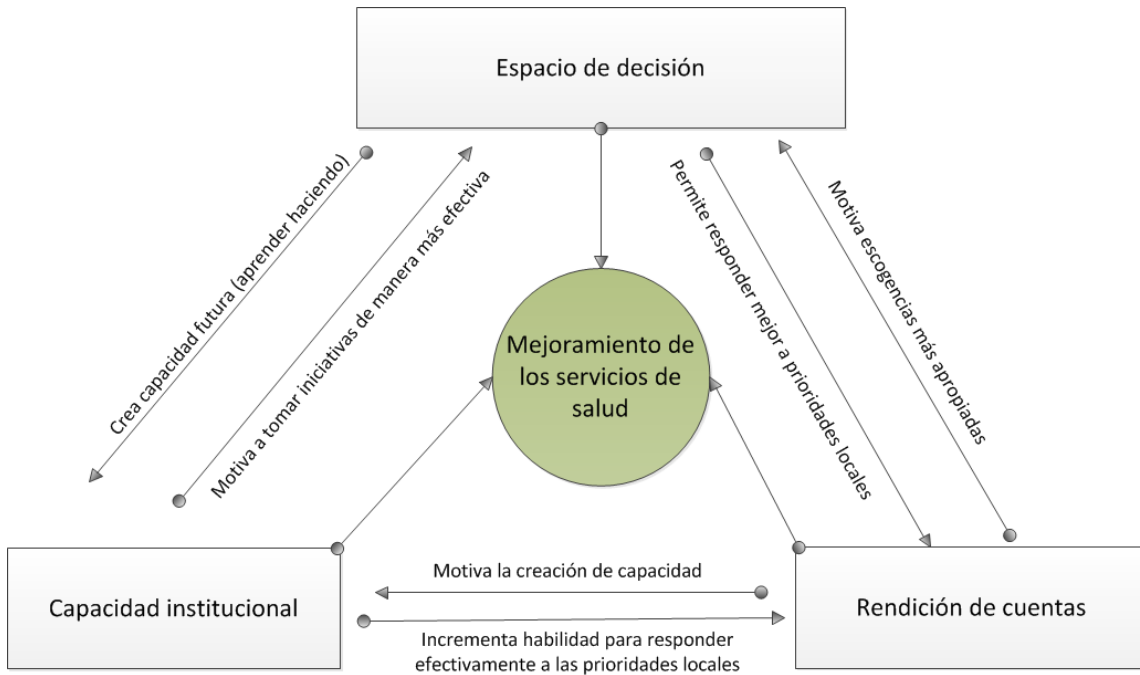 Espacio de decisión
Crea capacidad futura (aprender haciendo)
Motiva a tomar iniciativas de manera más efectiva
Permite responder mejor a prioridades locales
Motiva escogencias más apropiadas
Mejoramiento de
los servicios de
salud
Capacidad institucional
Motiva la creación de capacidad
Incrementa habilidad para responder
efectivamente a las prioridades locales
Rendición de cuentas